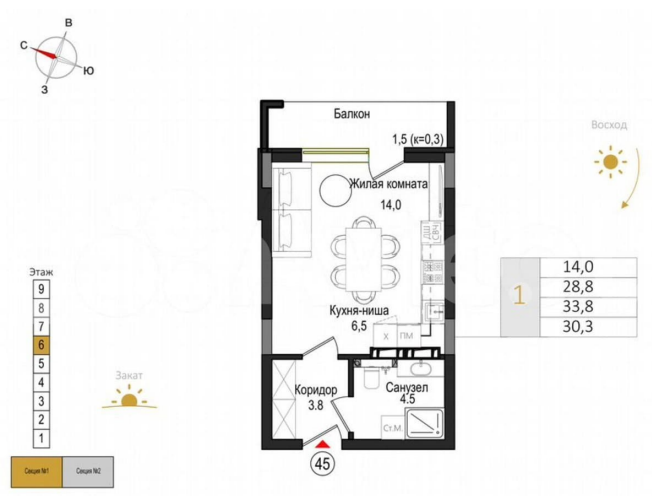 В
С
Ю
З
Балкон
1,5 (к=0,3)
Восход
Жилая комната
14,0
ДШ
СВЧ
14,0
28,8
33,8
30,3
1
Кухня-ниша
6,5
Х
ПМ
Этаж
9
8
7
6
5
4
3
2
1
Закат
Коридор
3.8
Санузел
4.5
Ст.М.
45
Секция №1
Секция №2